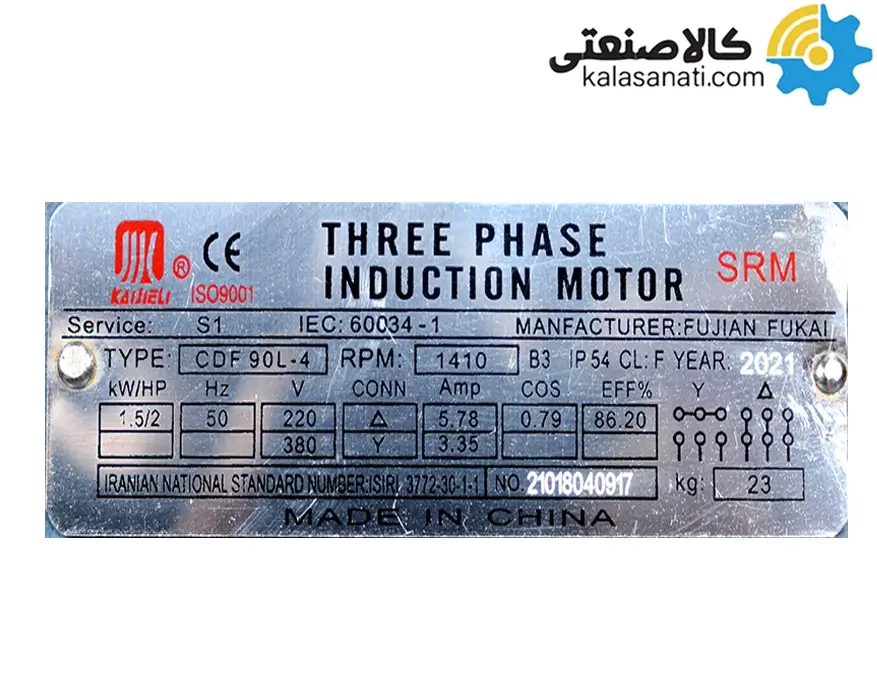 کالاصنعتی
kalasanati.com
THREE PHASE
INDUCTION MOTOR
SRM
KAIJIELI ® CE ISO9001
Service: S1 IEC: 60034-1 MANFACTURER:FUJIAN FUKAI
TYPE: CDF 90L-4 RPM: 1410 B3 IP 54 CL: F YEAR: 2021
kW/HP Hz V CONN Amp COS EFF% Y Δ
1.5/2 50 220 Δ 5.78 0.79 86.20
380 Y 3.35
IRANIAN NATIONAL STANDARD NUMBER:ISIRI 3772-30-1-1 NO. 21018040917 kg: 23
MADE IN CHINA